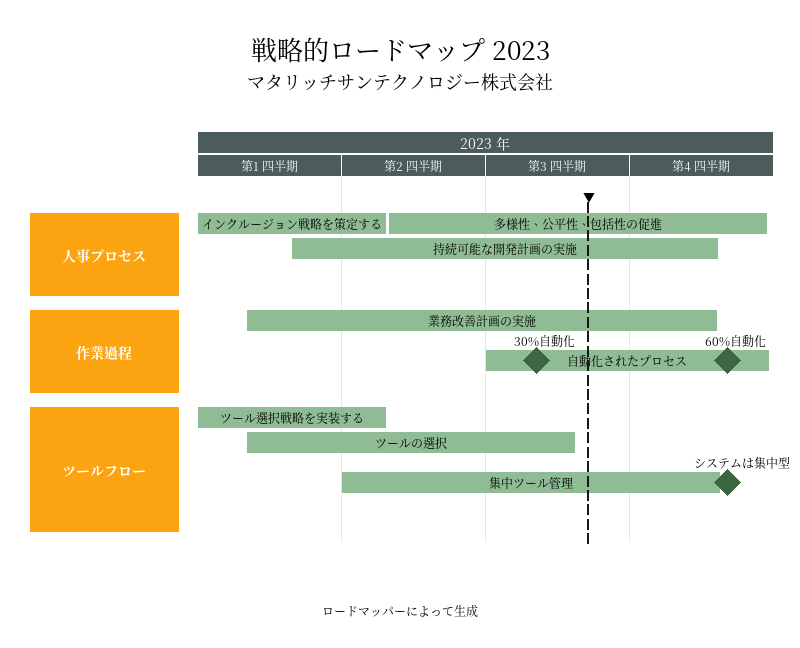 戦略的ロードマップ 2023
マタリッチサンテクノロジー株式会社
2023 年
第1 四半期
第2 四半期
第3 四半期
第4 四半期
人事プロセス
インクルージョン戦略を策定する
多様性、公平性、包括性の促進
持続可能な開発計画の実施
作業過程
業務改善計画の実施
30%自動化
60%自動化
自動化されたプロセス
ツールフロー
ツール選択戦略を実装する
ツールの選択
システムは集中型
集中ツール管理
ロードマッパーによって生成